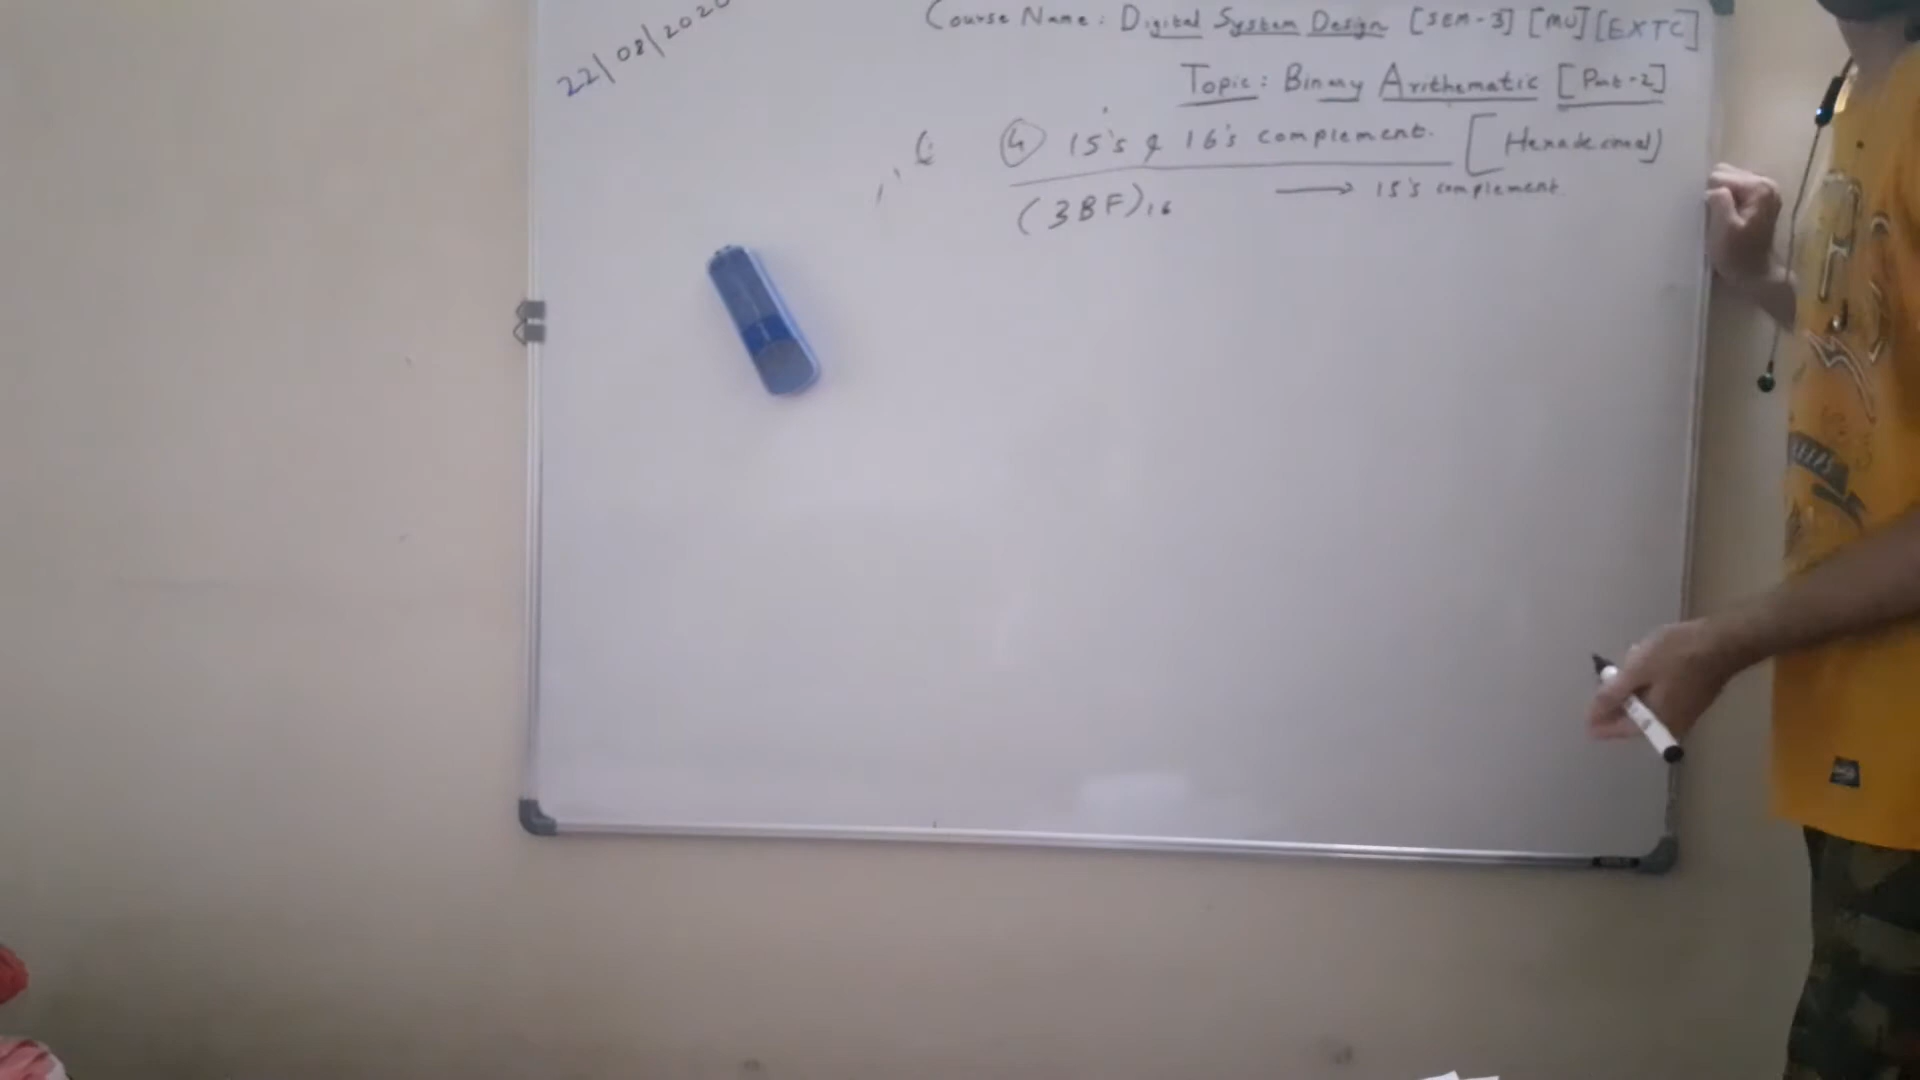 22/08/2020
Course Name: Digital System Design [SEM-3] [MU] [EXTC]
Topic: Binary Arithematic [Part-2]
④ 15's & 16's complement. [Hexadecimal)
(3BF)16 → 15's complement.